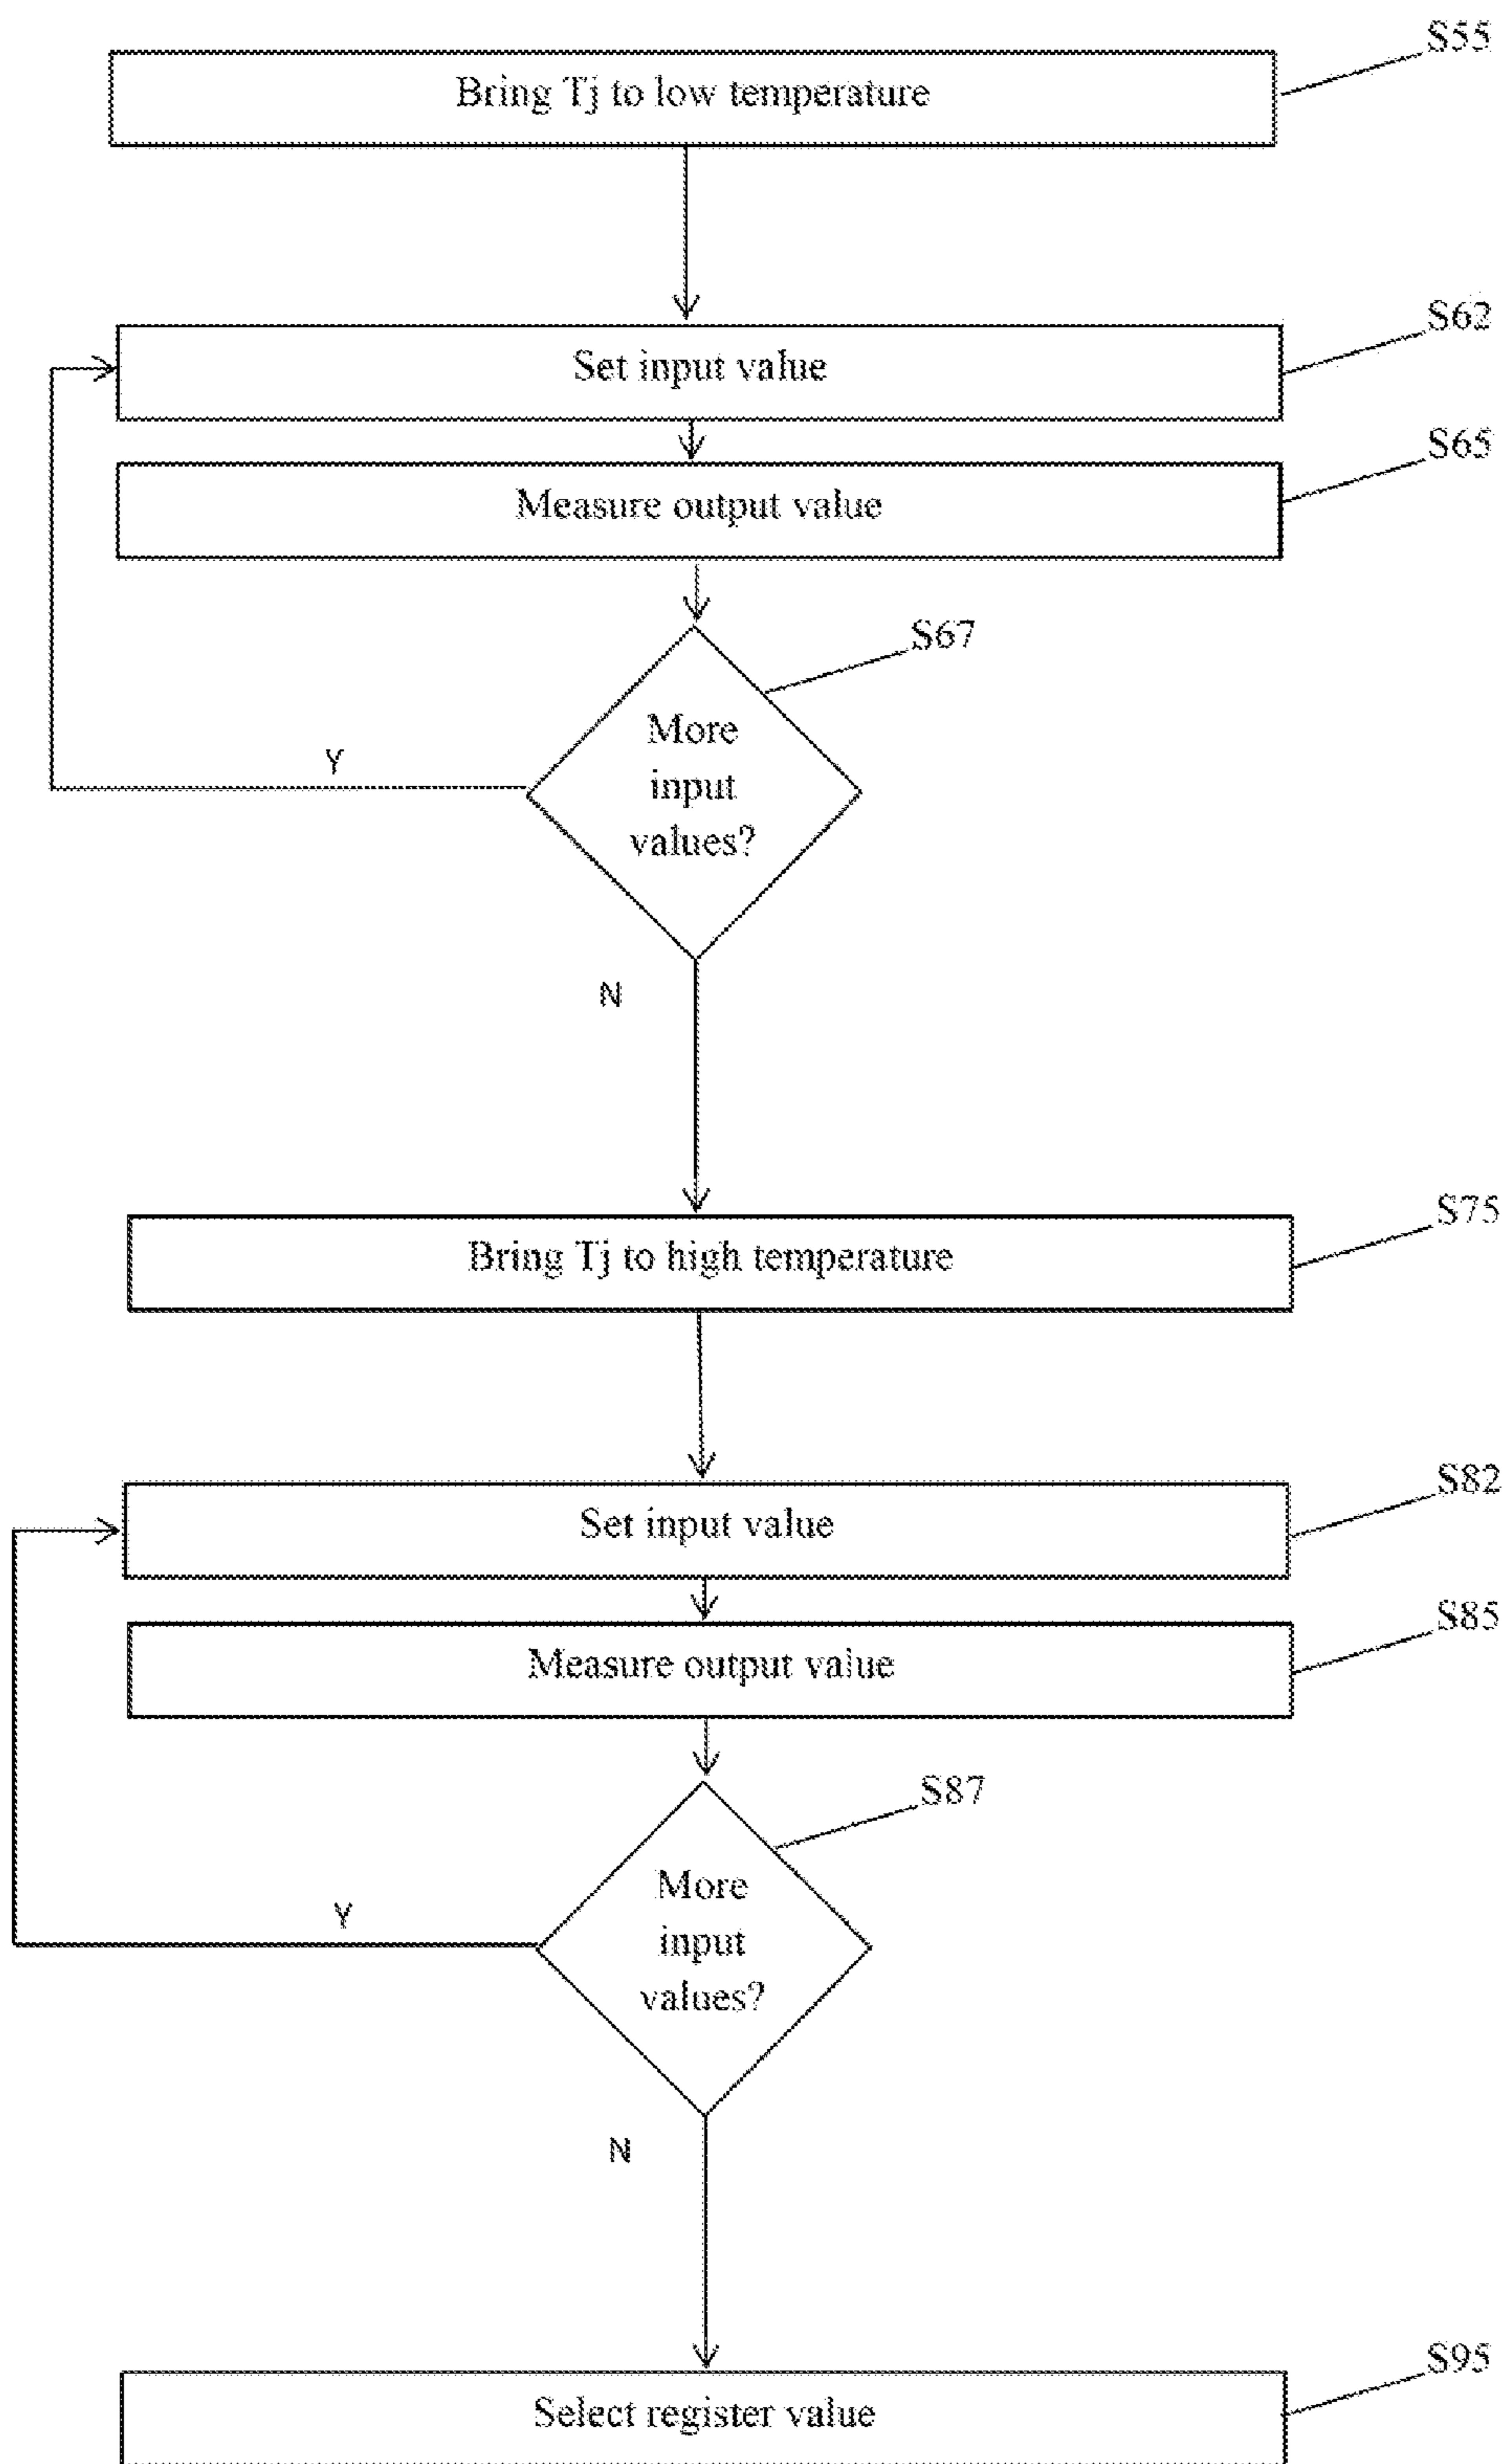 S55
Bring Tj to low temperature
S62
Set input value
S65
Measure output value
S67
More
input
values?
Y
N
S75
Bring Tj to high temperature
S82
Set input value
S85
Measure output value
S87
More
input
values?
Y
N
S95
Select register value